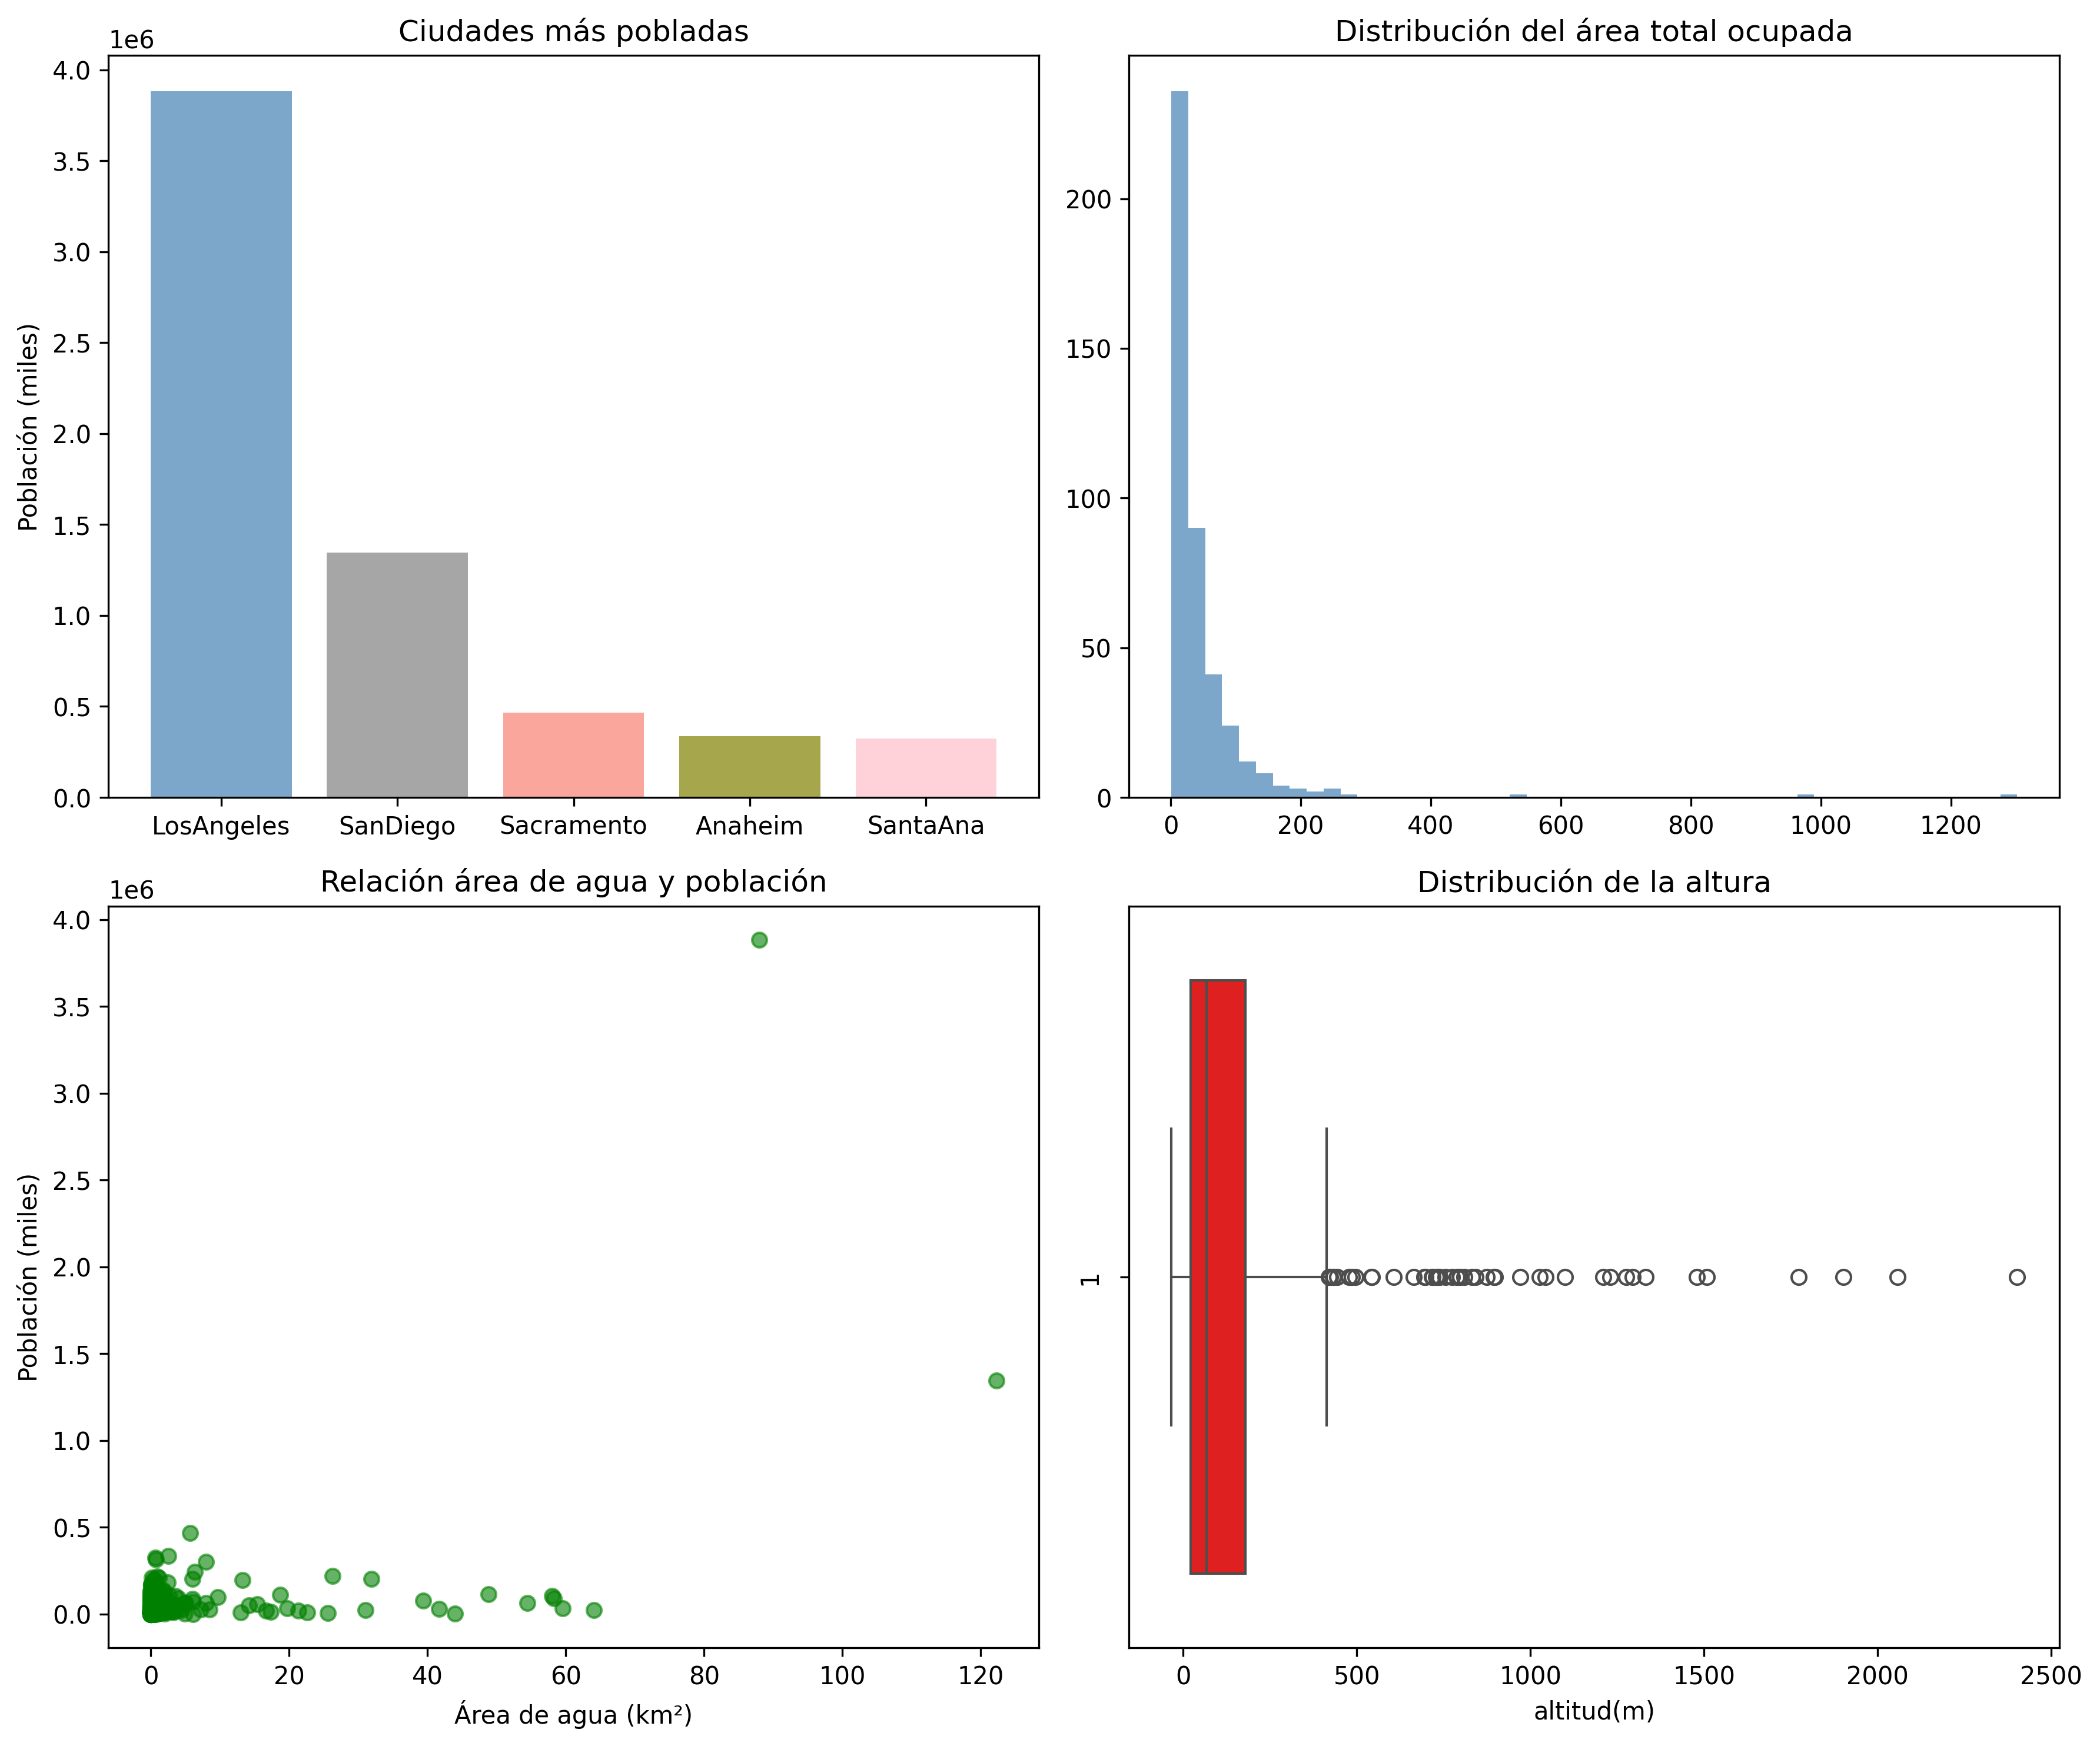 Ciudades más pobladas
1e6
4.0
3.5
3.0
2.5
2.0
1.5
1.0
0.5
0.0
Población (miles)
LosAngeles SanDiego Sacramento Anaheim SantaAna
Distribución del área total ocupada
200
150
100
50
0
0 200 400 600 800 1000 1200
Relación área de agua y población
1e6
4.0
3.5
3.0
2.5
2.0
1.5
1.0
0.5
0.0
Población (miles)
0 20 40 60 80 100 120
Área de agua (km²)
Distribución de la altura
1
0 500 1000 1500 2000 2500
altitud(m)